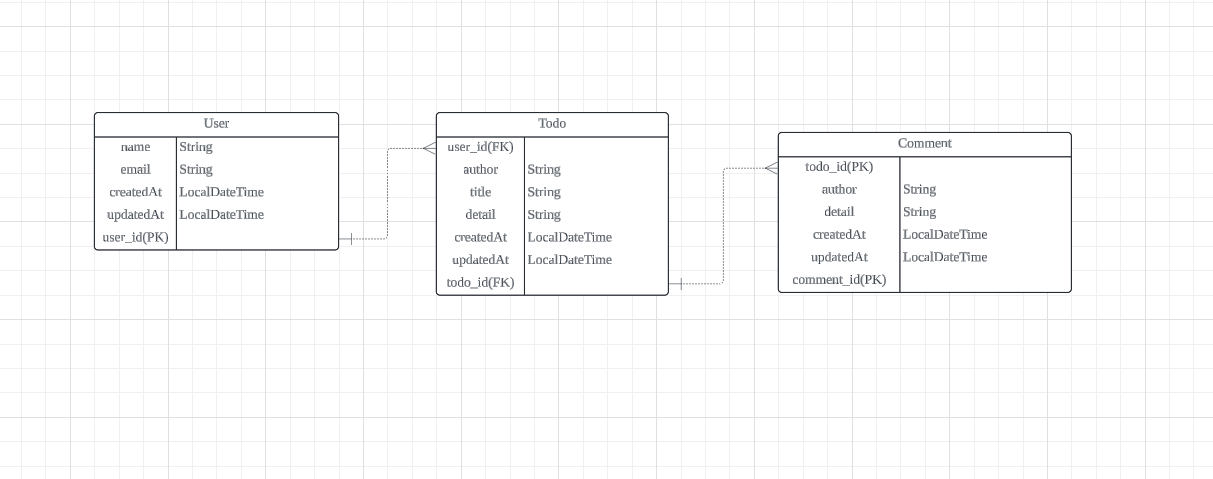 User
name String
email String
createdAt LocalDateTime
updatedAt LocalDateTime
user_id(PK)
Todo
user_id(FK)
author String
title String
detail String
createdAt LocalDateTime
updatedAt LocalDateTime
todo_id(FK)
Comment
todo_id(PK)
author String
detail String
createdAt LocalDateTime
updatedAt LocalDateTime
comment_id(PK)